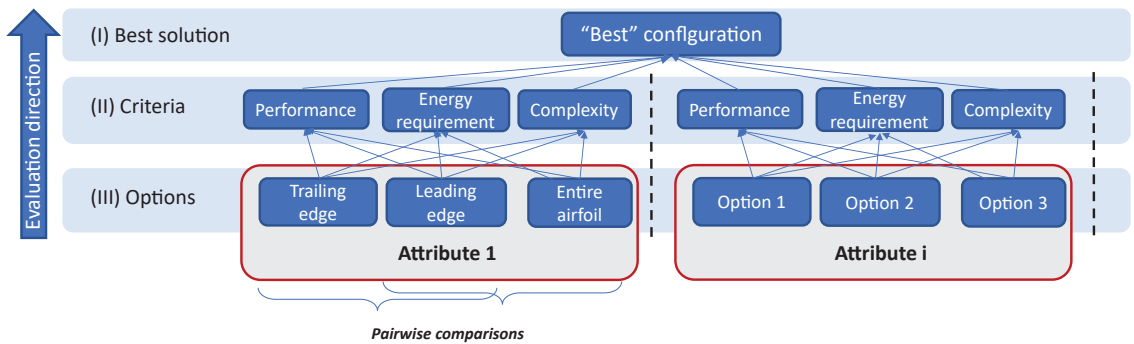 Evaluation direction
(I) Best solution
“Best” conflguration
(II) Criteria
Performance
Energy
requirement
Complexity
Performance
Energy
requirement
Complexity
(III) Options
Trailing
edge
Leading
edge
Entire
airfoil
Option 1
Option 2
Option 3
Attribute 1
Attribute i
Pairwise comparisons